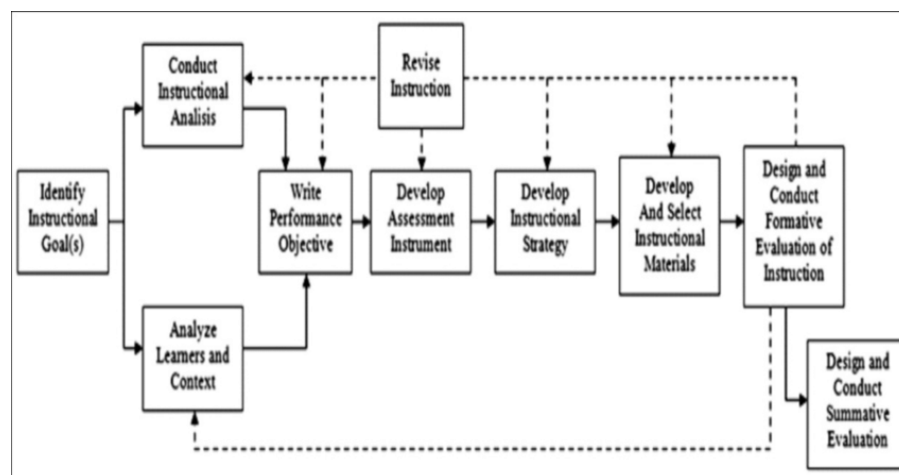 Conduct
Instructional
Analisis
Revise
Instruction
Identify
Instructional
Goal(s)
Write
Performance
Objective
Develop
Assessment
Instrument
Develop
Instructional
Strategy
Develop
And Select
Instructional
Materials
Design and
Conduct
Formative
Evaluation of
Instruction
Analyze
Learners and
Context
Design and
Conduct
Summative
Evaluation